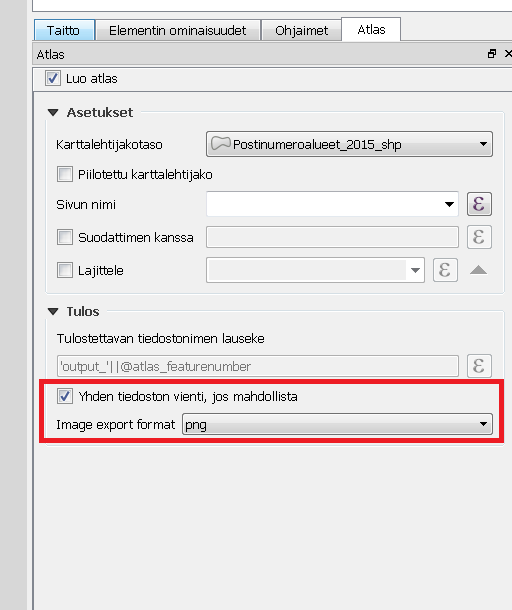 Taitto Elementin ominaisuudet Ohjaimet Atlas
Atlas
Luo atlas
Asetukset
Karttalehtijakotaso Postinumeroalueet_2015_shp
Piilotettu karttalehtijako
Sivun nimi ε
Suodattimen kanssa ε
Lajittele ε
Tulos
Tulostettavan tiedostonimen lauseke
'output_'||@atlas_featurenumber ε
Yhden tiedoston vienti, jos mahdollista
Image export format png